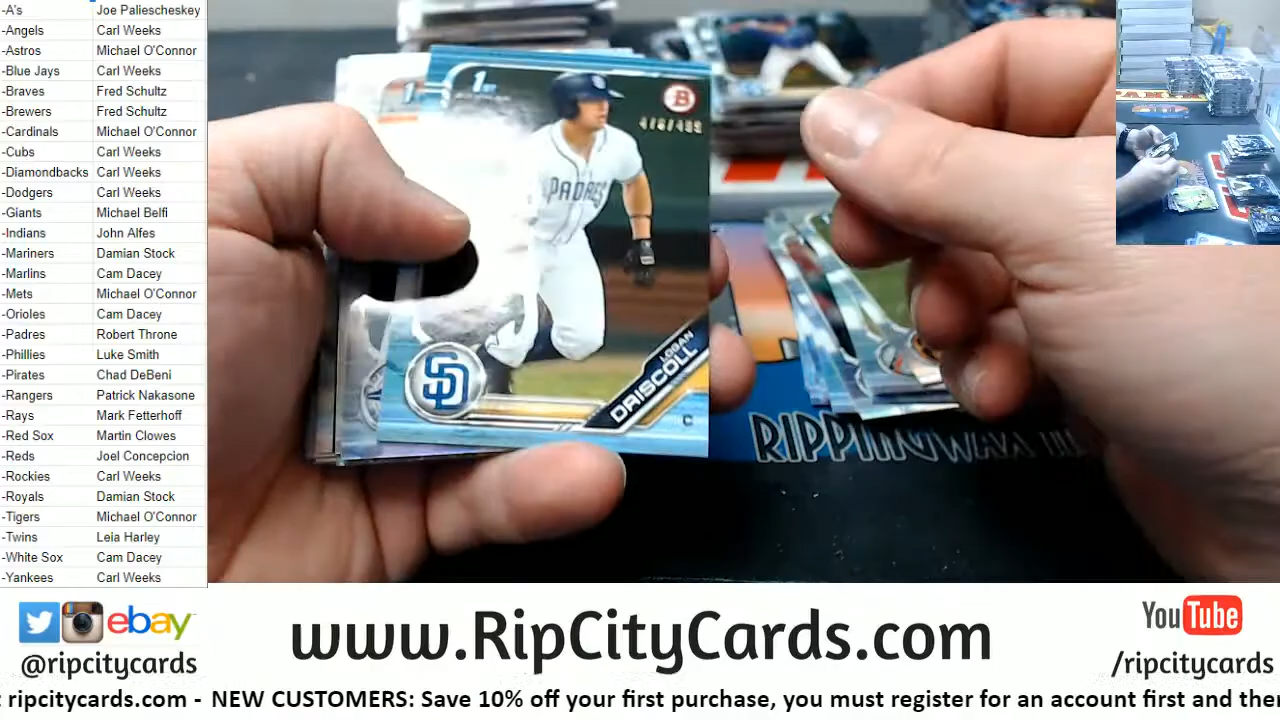 -A's Joe Paliescheskey
-Angels Carl Weeks
-Astros Michael O'Connor
-Blue Jays Carl Weeks
-Braves Fred Schultz
-Brewers Fred Schultz
-Cardinals Michael O'Connor
-Cubs Carl Weeks
-Diamondbacks Carl Weeks
-Dodgers Carl Weeks
-Giants Michael Belfi
-Indians John Alfes
-Mariners Damian Stock
-Marlins Cam Dacey
-Mets Michael O'Connor
-Orioles Cam Dacey
-Padres Robert Throne
-Phillies Luke Smith
-Pirates Chad DeBeni
-Rangers Patrick Nakasone
-Rays Mark Fetterhoff
-Red Sox Martin Clowes
-Reds Joel Concepcion
-Rockies Carl Weeks
-Royals Damian Stock
-Tigers Michael O'Connor
-Twins Leia Harley
-White Sox Cam Dacey
-Yankees Carl Weeks
1ST
B
PADRES
SD
LOGAN
DRISCOLL
C
ebay
@ripcitycards
www.RipCityCards.com
YouTube
/ripcitycards
ripcitycards.com - NEW CUSTOMERS: Save 10% off your first purchase, you must register for an account first and ther